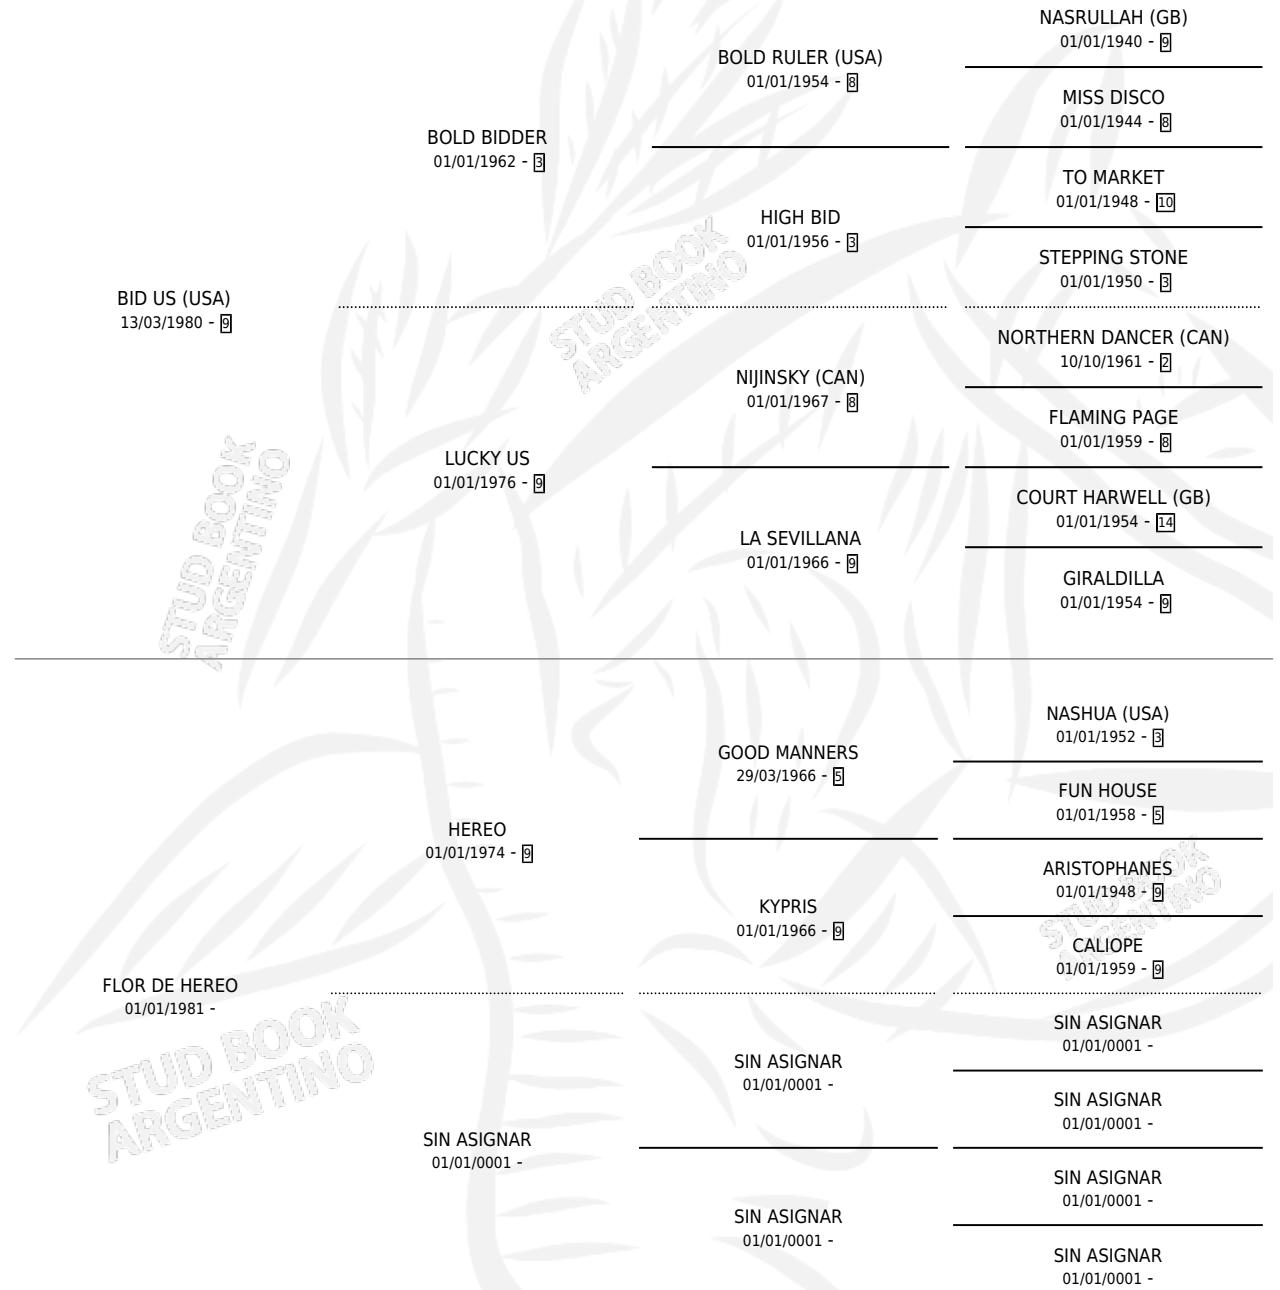 NASRULLAH (GB)
01/01/1940 - 9
BOLD RULER (USA)
01/01/1954 - 8
MISS DISCO
01/01/1944 - 8
BOLD BIDDER
01/01/1962 - 3
TO MARKET
01/01/1948 - 10
HIGH BID
01/01/1956 - 3
STEPPING STONE
01/01/1950 - 3
BID US (USA)
13/03/1980 - 9
NORTHERN DANCER (CAN)
10/10/1961 - 2
NIJINSKY (CAN)
01/01/1967 - 8
FLAMING PAGE
01/01/1959 - 8
LUCKY US
01/01/1976 - 9
COURT HARWELL (GB)
01/01/1954 - 14
LA SEVILLANA
01/01/1966 - 9
GIRALDILLA
01/01/1954 - 9
NASHUA (USA)
01/01/1952 - 3
GOOD MANNERS
29/03/1966 - 5
FUN HOUSE
01/01/1958 - 5
HEREO
01/01/1974 - 9
ARISTOPHANES
01/01/1948 - 9
KYPRIS
01/01/1966 - 9
CALIOPE
01/01/1959 - 9
FLOR DE HEREO
01/01/1981 -
SIN ASIGNAR
01/01/0001 -
SIN ASIGNAR
01/01/0001 -
SIN ASIGNAR
01/01/0001 -
SIN ASIGNAR
01/01/0001 -
SIN ASIGNAR
01/01/0001 -
SIN ASIGNAR
01/01/0001 -
SIN ASIGNAR
01/01/0001 -
STUD BOOK
ARGENTINO
STUD BOOK
ARGENTINO
STUD BOOK
ARGENTINO
STUD BOOK
ARGENTINO